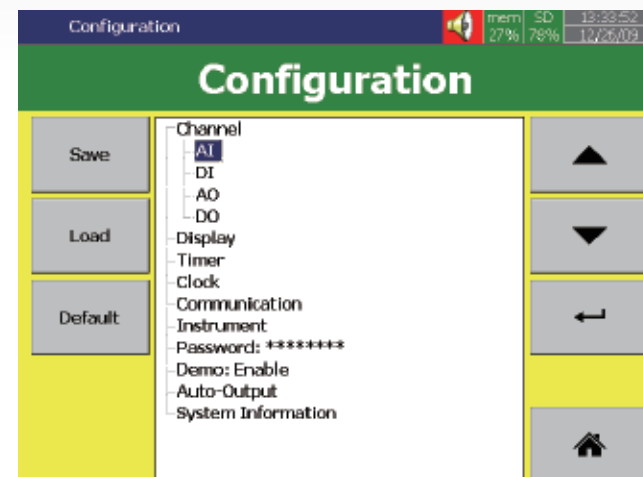 Configuration
mem SD 13:33:52
27% 78% 12/26/09
Configuration
Save
Load
Default
Channel
AI
DI
AO
DO
Display
Timer
Clock
Communication
Instrument
Password: ********
Demo: Enable
Auto-Output
System Information